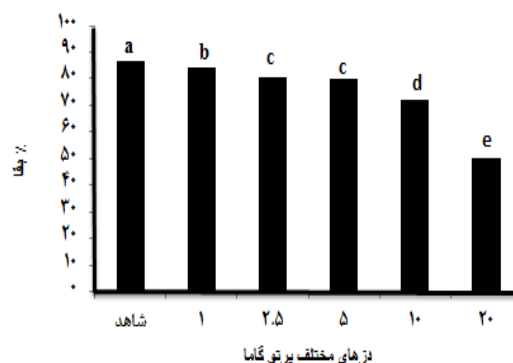 ۱۰۰
۹۰
۸۰
۷۰
۶۰
۵۰
۴۰
۳۰
۲۰
۱۰
۰
% بقا
a
b
c
c
d
e
شاهد ۱ ۲.۵ ۵ ۱۰ ۲۰
دزهای مختلف پرتو گاما